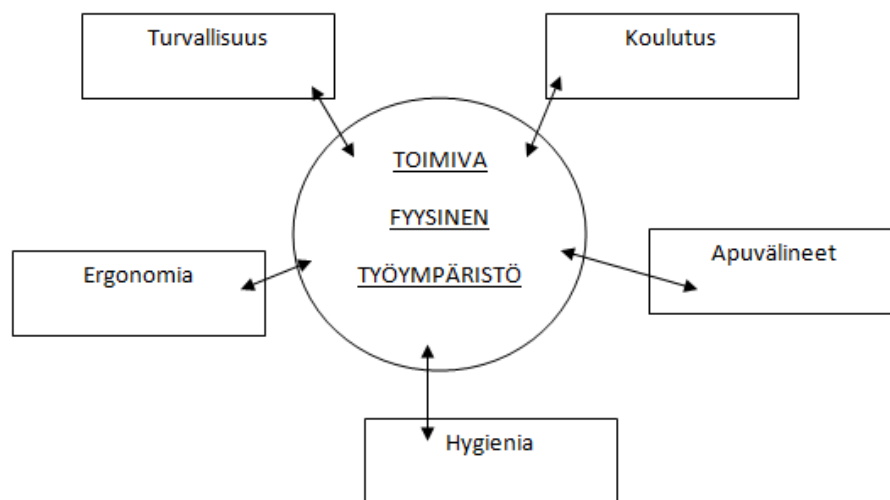 Turvallisuus
Koulutus
TOIMIVA
FYYSINEN
TYÖYMPÄRISTÖ
Ergonomia
Apuvälineet
Hygienia